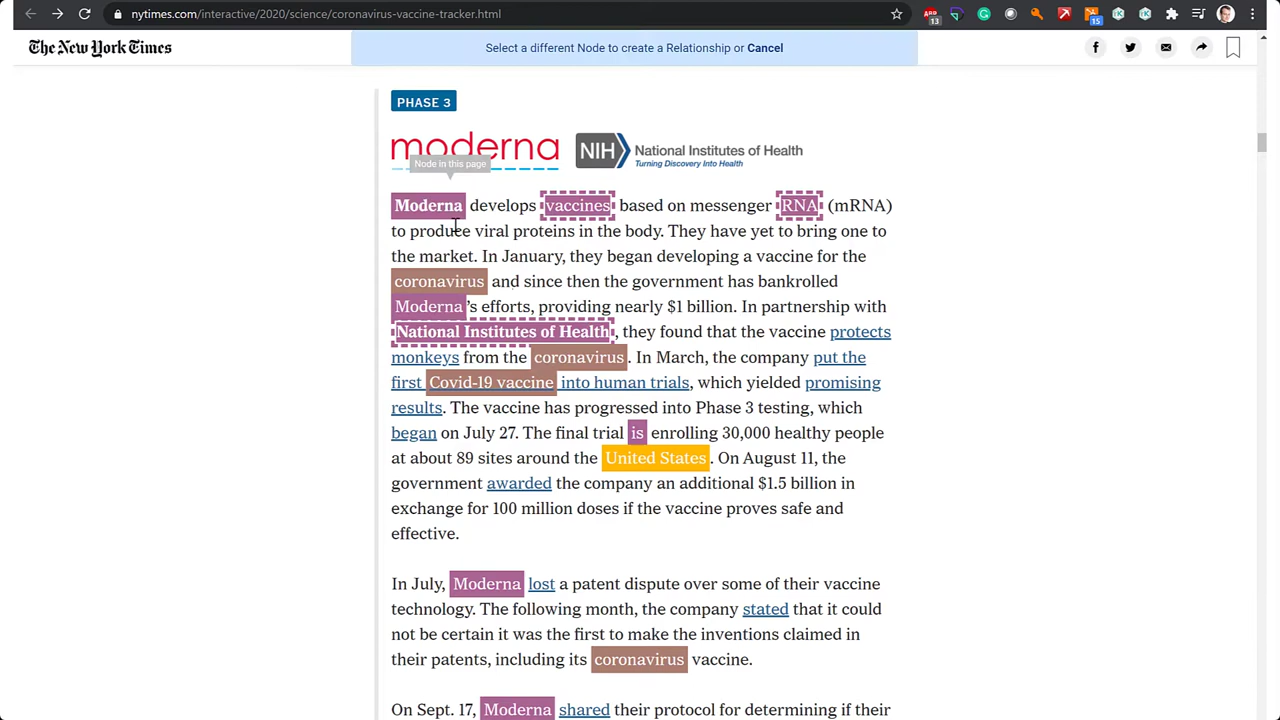 nytimes.com/interactive/2020/science/coronavirus-vaccine-tracker.html
13
15
The New York Times
Select a different Node to create a Relationship or Cancel
PHASE 3
moderna
NIH National Institutes of Health
Turning Discovery Into Health
Node in this page
Moderna develops vaccines based on messenger RNA (mRNA)
to produce viral proteins in the body. They have yet to bring one to
the market. In January, they began developing a vaccine for the
coronavirus and since then the government has bankrolled
Moderna's efforts, providing nearly $1 billion. In partnership with
National Institutes of Health, they found that the vaccine protects
monkeys from the coronavirus. In March, the company put the
first Covid-19 vaccine into human trials, which yielded promising
results. The vaccine has progressed into Phase 3 testing, which
began on July 27. The final trial is enrolling 30,000 healthy people
at about 89 sites around the United States. On August 11, the
government awarded the company an additional $1.5 billion in
exchange for 100 million doses if the vaccine proves safe and
effective.
In July, Moderna lost a patent dispute over some of their vaccine
technology. The following month, the company stated that it could
not be certain it was the first to make the inventions claimed in
their patents, including its coronavirus vaccine.
On Sept. 17, Moderna shared their protocol for determining if their